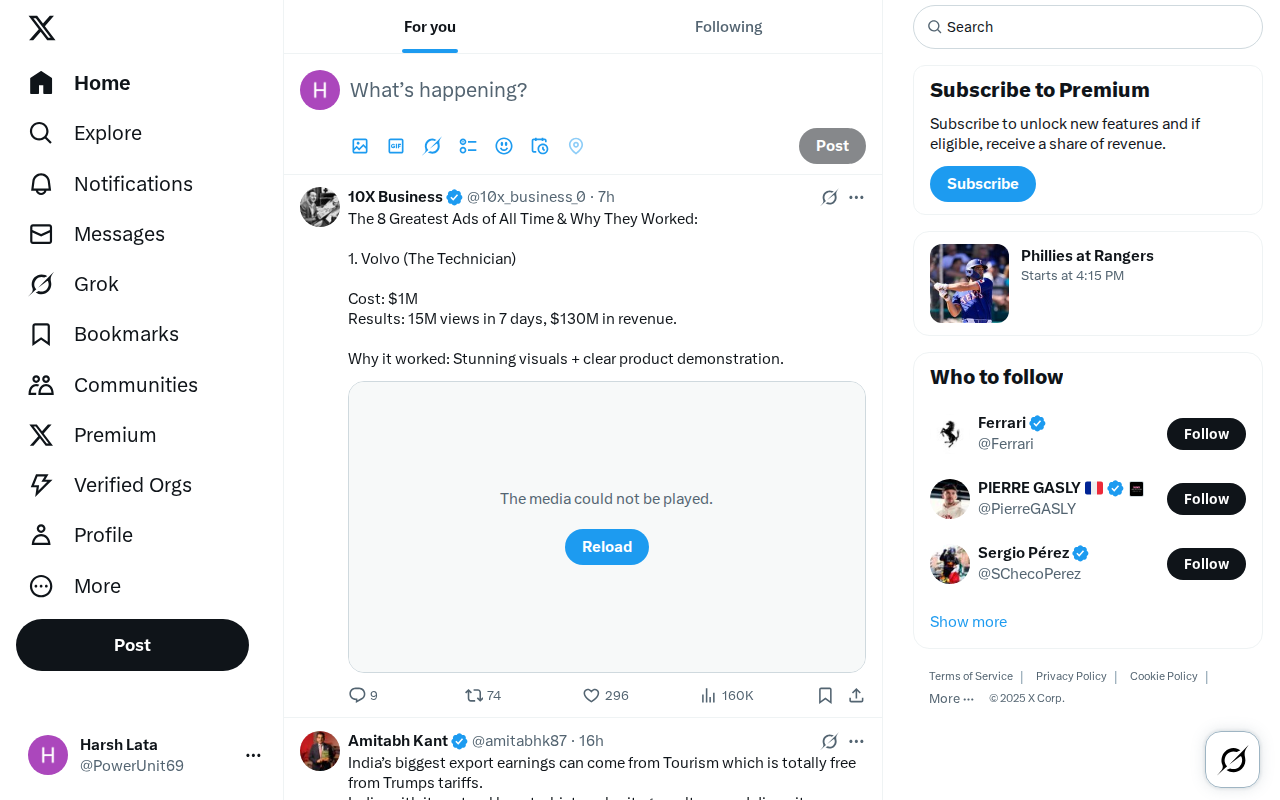 Home
Explore
Notifications
Messages
Grok
Bookmarks
Communities
Premium
Verified Orgs
Profile
More
Post
H
Harsh Lata
@PowerUnit69
For you
Following
H
What's happening?
GIF
Post
10X Business @10x_business_0 · 7h
The 8 Greatest Ads of All Time & Why They Worked:
1. Volvo (The Technician)
Cost: $1M
Results: 15M views in 7 days, $130M in revenue.
Why it worked: Stunning visuals + clear product demonstration.
The media could not be played.
Reload
9 74 296 160K
Amitabh Kant @amitabhk87 · 16h
India's biggest export earnings can come from Tourism which is totally free
from Trumps tariffs.
Search
Subscribe to Premium
Subscribe to unlock new features and if
eligible, receive a share of revenue.
Subscribe
Phillies at Rangers
Starts at 4:15 PM
Who to follow
Ferrari
@Ferrari
Follow
PIERRE GASLY
@PierreGASLY
Follow
Sergio Pérez
@SChecoPerez
Follow
Show more
Terms of Service | Privacy Policy | Cookie Policy |
More ··· © 2025 X Corp.